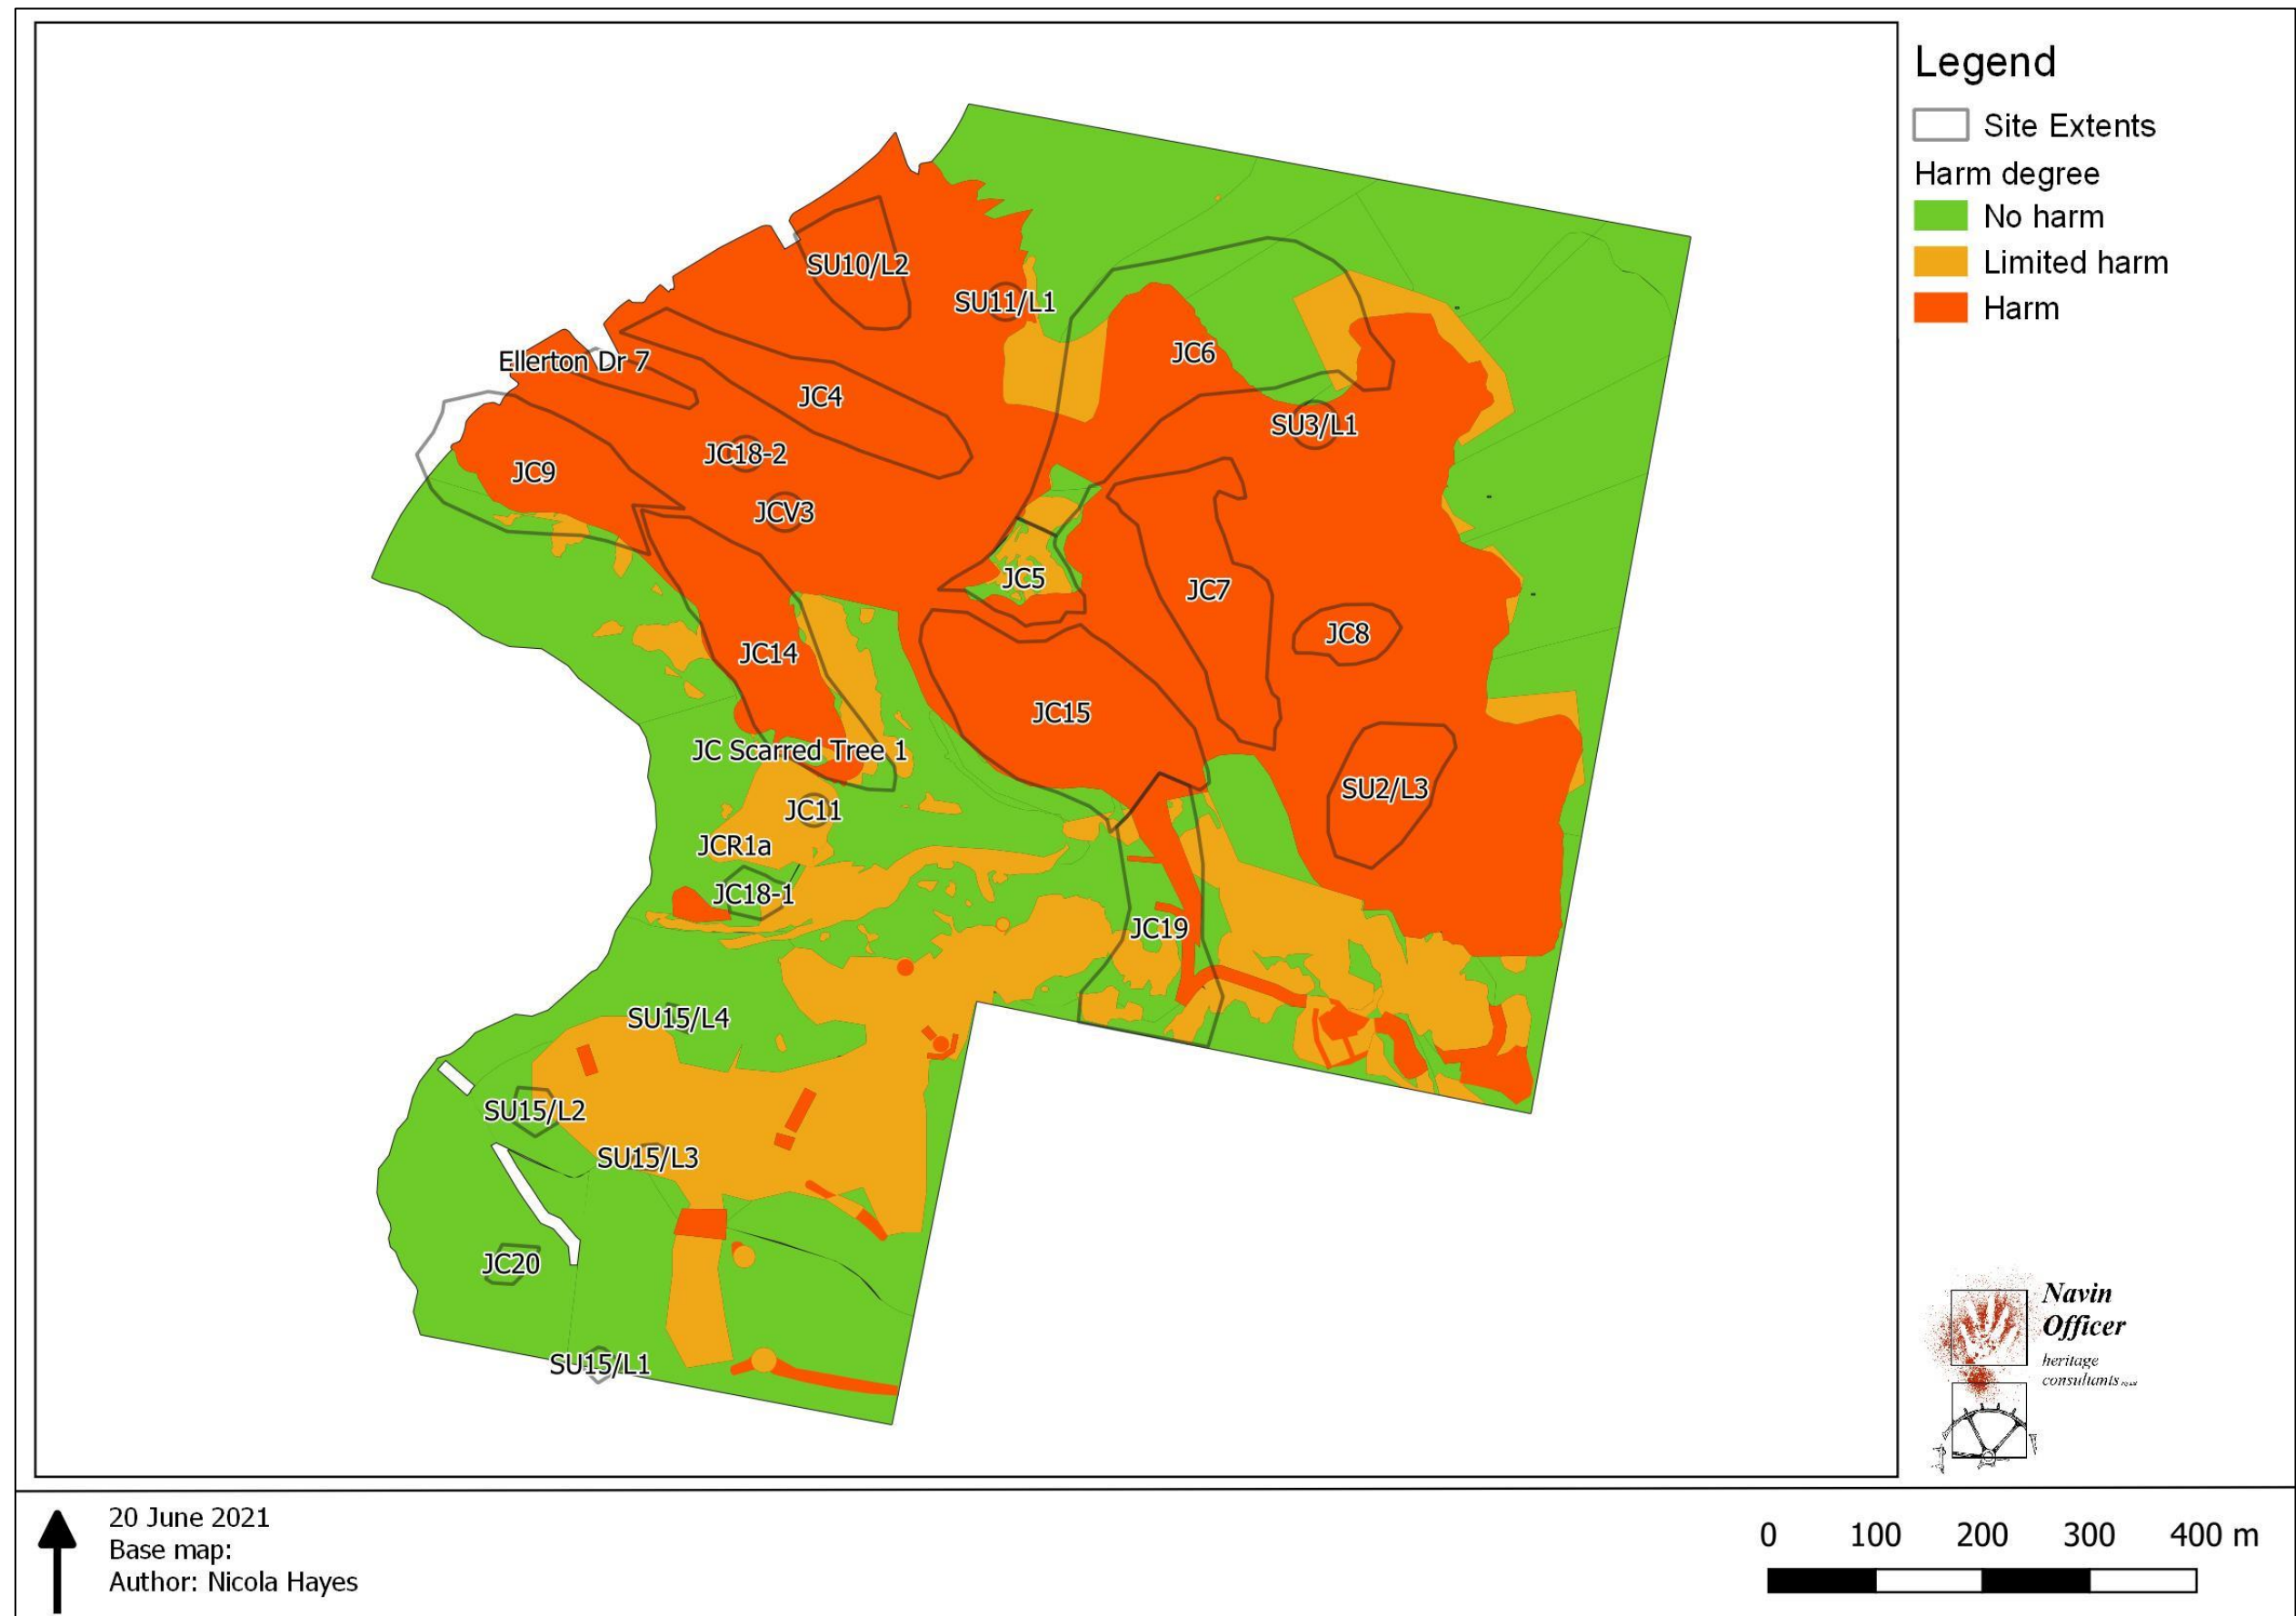 Legend
Site Extents
Harm degree
No harm
Limited harm
Harm
SU10/L2
SU11/L1
JC6
Ellerton Dr 7
JC4
SU3/L1
JC18-2
JC9
JCV3
JC5
JC7
JC8
JC14
JC15
JC Scarred Tree 1
SU2/L3
JC11
JCR1a
JC18-1
JC19
SU15/L4
SU15/L2
SU15/L3
JC20
SU15/L1
Navin
Officer
heritage
consultants
20 June 2021
Base map:
Author: Nicola Hayes
0 100 200 300 400 m